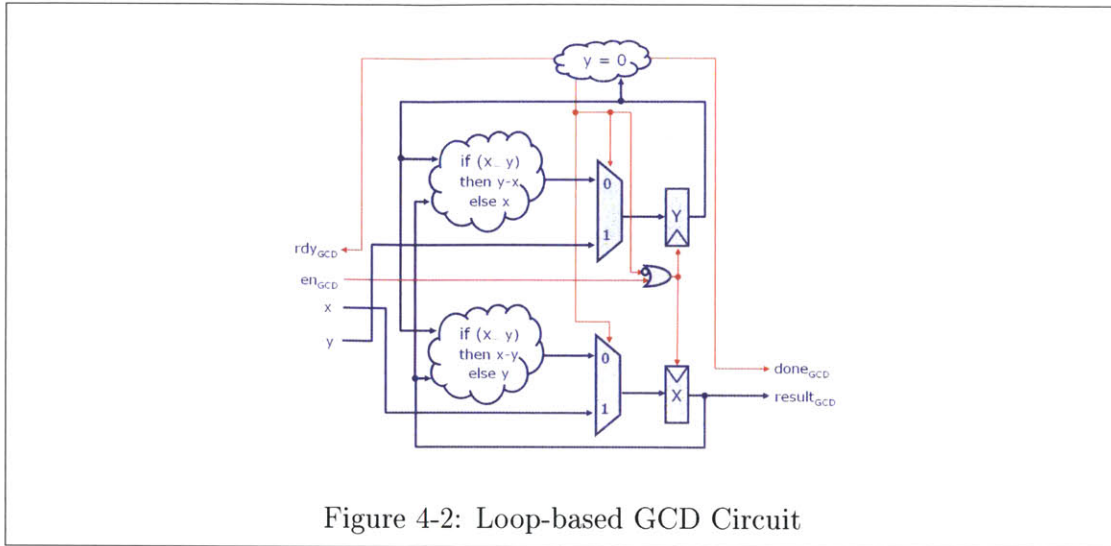 y = 0
if (x_ y)
then y-x
else x
0
1
Y
rdyGCD
enGCD
x
y
if (x_ y)
then x-y
else y
0
1
X
doneGCD
resultGCD
Figure 4-2: Loop-based GCD Circuit